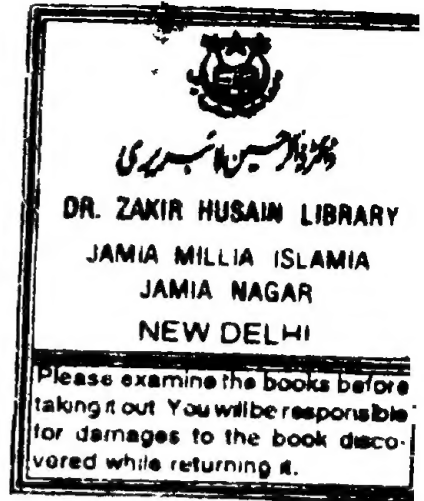 ڈاکٹر ذاکر حسین لائبریری
DR. ZAKIR HUSAIN LIBRARY
JAMIA MILLIA ISLAMIA
JAMIA NAGAR
NEW DELHI
Please examine the books before
taking it out You will be responsible
for damages to the book disco-
vered while returning it.